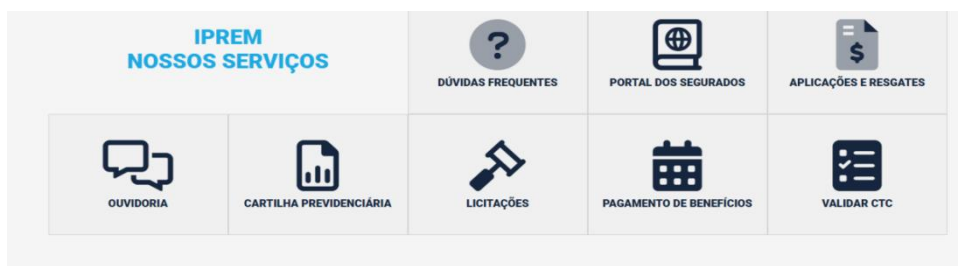 IPREM
NOSSOS SERVIÇOS
?
DÚVIDAS FREQUENTES
PORTAL DOS SEGURADOS
$
APLICAÇÕES E RESGATES
OUVIDORIA
CARTILHA PREVIDENCIÁRIA
LICITAÇÕES
PAGAMENTO DE BENEFÍCIOS
VALIDAR CTC